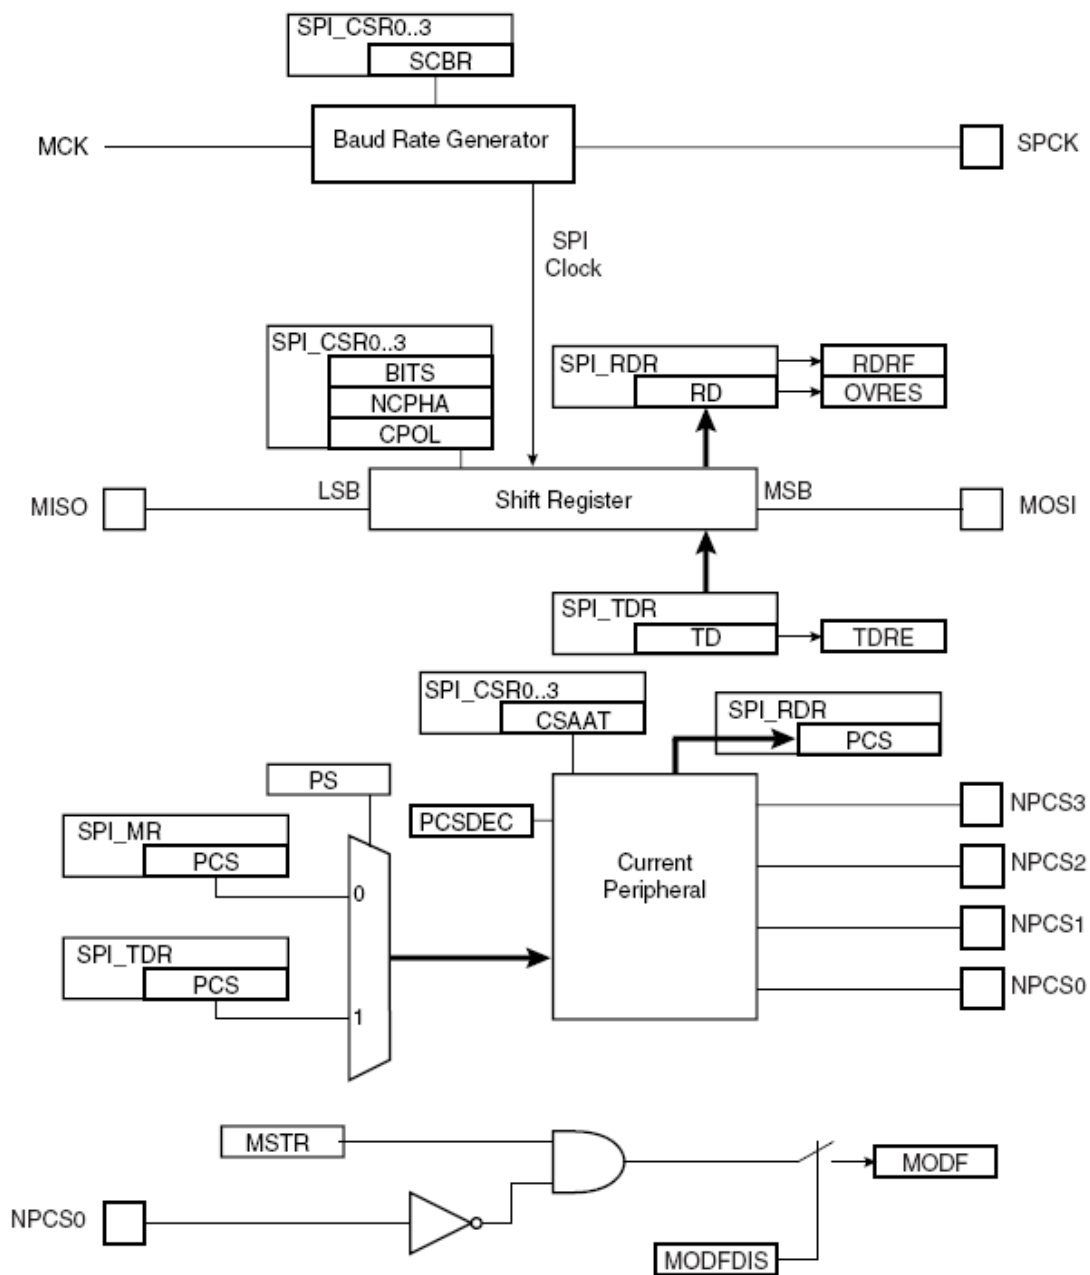 SPI_CSR0..3
SCBR
MCK
Baud Rate Generator
SPCK
SPI
Clock
SPI_CSR0..3
BITS
NCPHA
CPOL
SPI_RDR
RD
RDRF
OVRES
MISO
LSB
Shift Register
MSB
MOSI
SPI_TDR
TD
TDRE
SPI_CSR0..3
CSAAT
SPI_RDR
PCS
PS
PCSDEC
SPI_MR
PCS
0
Current
Peripheral
NPCS3
NPCS2
NPCS1
NPCS0
SPI_TDR
PCS
1
MSTR
MODF
NPCS0
MODFDIS